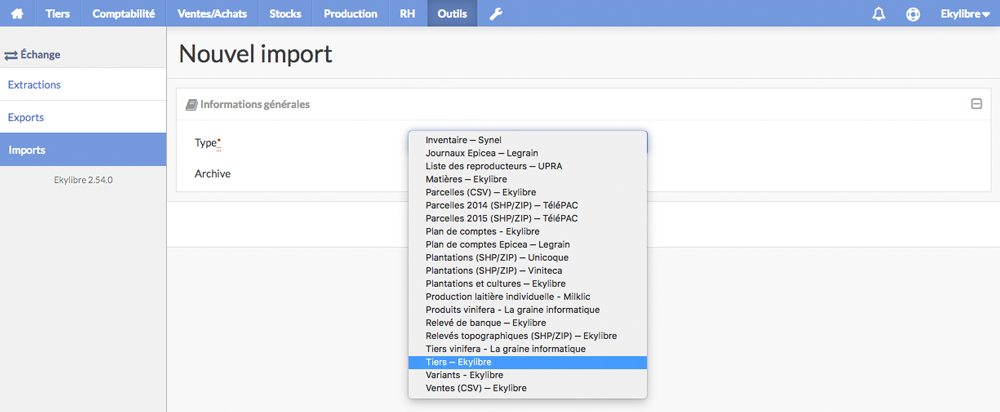 Tiers Comptabilité Ventes/Achats Stocks Production RH Outils Ekylibre
Échange
Extractions
Exports
Imports
Ekylibre 2.54.0
Nouvel import
Informations générales
Type*
Archive
Inventaire — Synel
Journaux Epicea — Legrain
Liste des reproducteurs — UPRA
Matières — Ekylibre
Parcelles (CSV) — Ekylibre
Parcelles 2014 (SHP/ZIP) — TéléPAC
Parcelles 2015 (SHP/ZIP) — TéléPAC
Plan de comptes - Ekylibre
Plan de comptes Epicea — Legrain
Plantations (SHP/ZIP) — Unicoque
Plantations (SHP/ZIP) — Viniteca
Plantations et cultures — Ekylibre
Production laitière individuelle - Milklic
Produits vinifera - La graine informatique
Relevé de banque — Ekylibre
Relevés topographiques (SHP/ZIP) — Ekylibre
Tiers vinifera - La graine informatique
Tiers — Ekylibre
Variants - Ekylibre
Ventes (CSV) — Ekylibre